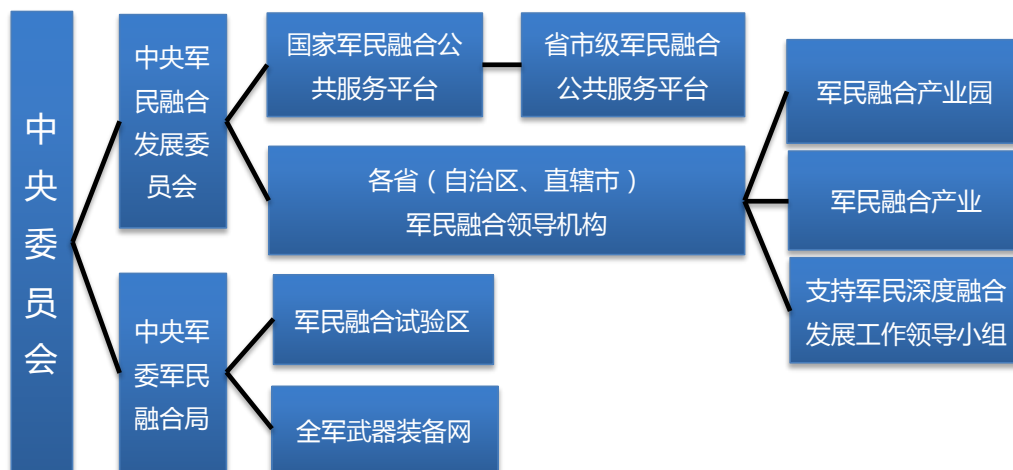 中
央
委
员
会
中央军
民融合
发展委
员会
国家军民融合公
共服务平台
省市级军民融合
公共服务平台
各省（自治区、直辖市）
军民融合领导机构
军民融合产业园
军民融合产业
支持军民深度融合
发展工作领导小组
中央军
委军民
融合局
军民融合试验区
全军武器装备网